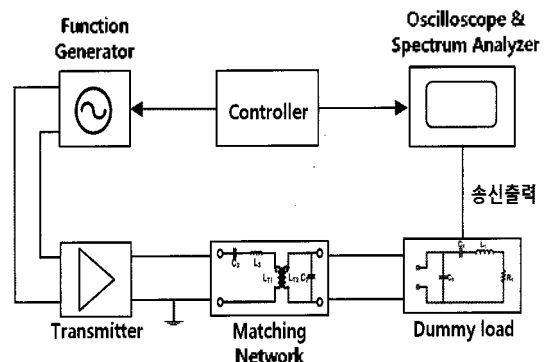 Function
Generator
Oscilloscope &
Spectrum Analyzer
Controller
송신출력
Transmitter
Matching
Network
Dummy load